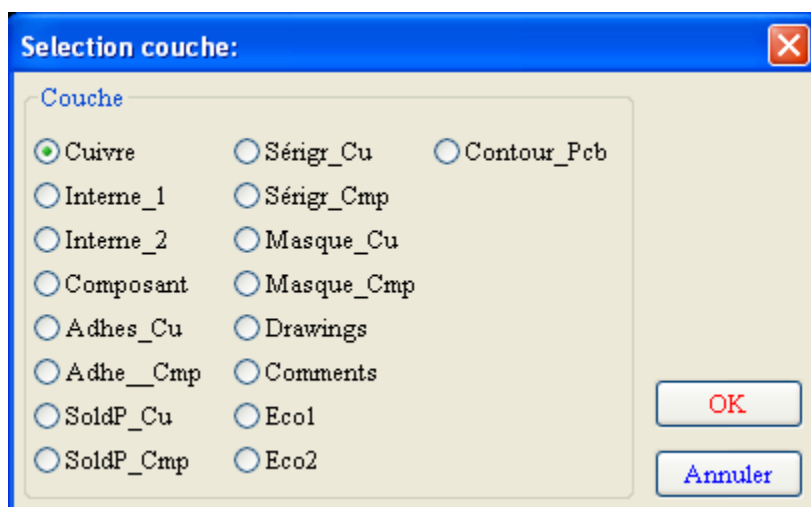 Selection couche:
Couche
Cuivre Sérigr_Cu Contour_Pcb
Interne_1 Sérigr_Cmp
Interne_2 Masque_Cu
Composant Masque_Cmp
Adhes_Cu Drawings
Adhe__Cmp Comments
SoldP_Cu Eco1
SoldP_Cmp Eco2
OK
Annuler